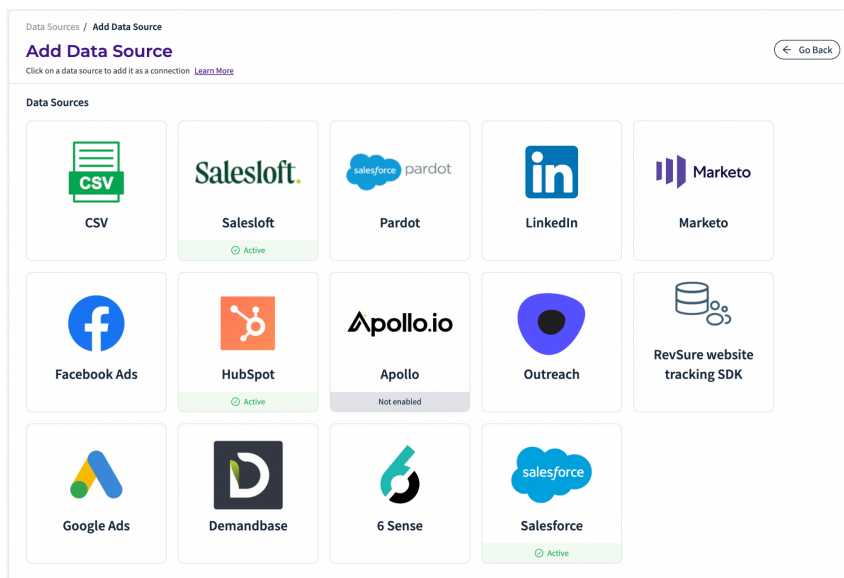 Data Sources / Add Data Source
Add Data Source
← Go Back
Click on a data source to add it as a connection Learn More
Data Sources
CSV
Salesloft.
salesforce pardot
in
Marketo
CSV
Salesloft
Pardot
LinkedIn
Marketo
Active
f
Apollo.io
Facebook Ads
HubSpot
Apollo
Outreach
RevSure website
tracking SDK
Active
Not enabled
D
6
salesforce
Google Ads
Demandbase
6 Sense
Salesforce
Active